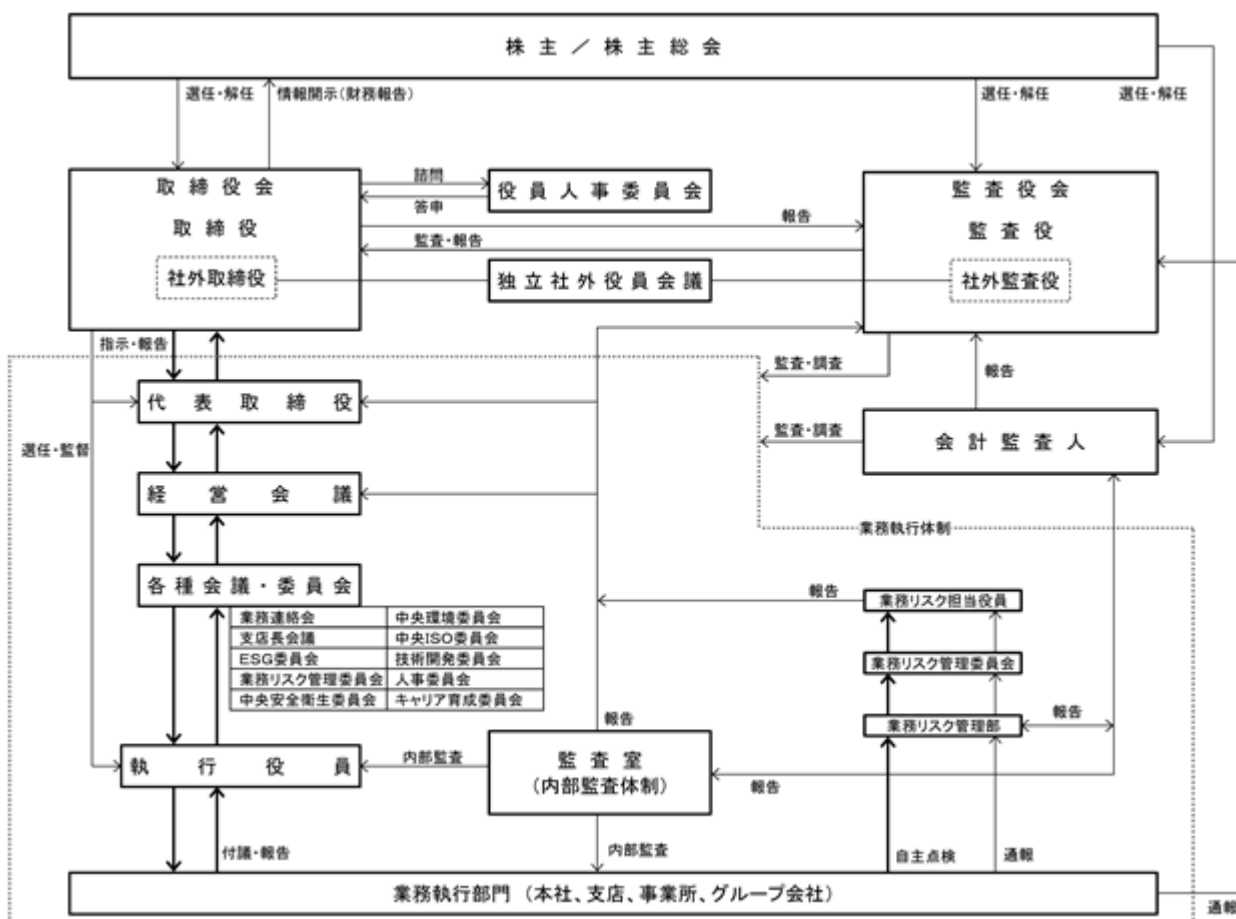 株主／株主総会
選任・解任
情報開示(財務報告)
選任・解任
選任・解任
取締役会
取締役
社外取締役
諮問
答申
役員人事委員会
報告
監査・報告
独立社外役員会議
監査役会
監査役
社外監査役
指示・報告
監査・調査
報告
代表取締役
選任・監督
監査・調査
会計監査人
経営会議
業務執行体制
各種会議・委員会
業務連絡会
中央環境委員会
支店長会議
中央ISO委員会
ESG委員会
技術開発委員会
業務リスク管理委員会
人事委員会
中央安全衛生委員会
キャリア育成委員会
報告
業務リスク担当役員
業務リスク管理委員会
業務リスク管理部
報告
報告
執行役員
内部監査
監査室
(内部監査体制)
報告
付議・報告
内部監査
自主点検
通報
業務執行部門（本社、支店、事業所、グループ会社）
通報